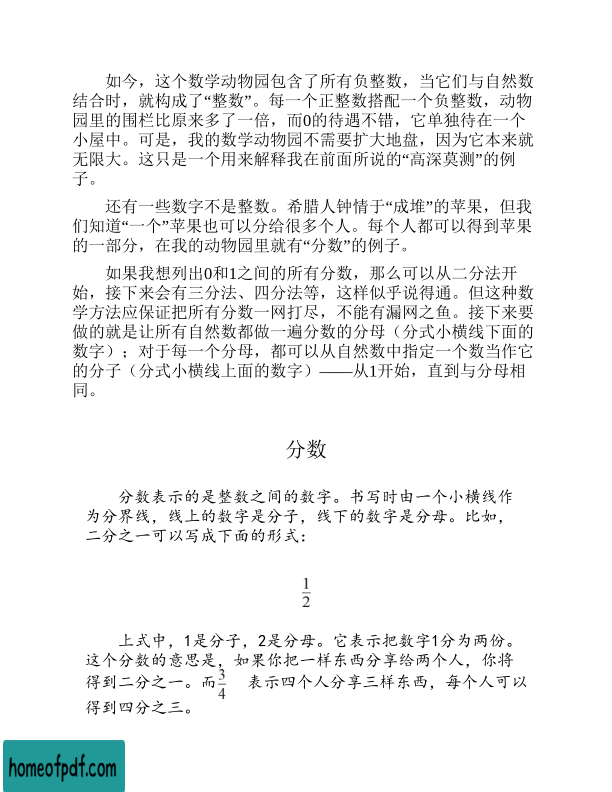 如今，这个数学动物园包含了所有负整数，当它们与自然数
结合时，就构成了“整数”。每一个正整数搭配一个负整数，动物
园里的围栏比原来多了一倍，而0的待遇不错，它单独待在一个
小屋中。可是，我的数学动物园不需要扩大地盘，因为它本来就
无限大。这只是一个用来解释我在前面所说的“高深莫测”的例
子。
还有一些数字不是整数。希腊人钟情于“成堆”的苹果，但我
们知道“一个”苹果也可以分给很多个人。每个人都可以得到苹果
的一部分，在我的动物园里就有“分数”的例子。
如果我想列出0和1之间的所有分数，那么可以从二分法开
始，接下来会有三分法、四分法等，这样似乎说得通。但这种数
学方法应保证把所有分数一网打尽，不能有漏网之鱼。接下来要
做的就是让所有自然数都做一遍分数的分母（分式小横线下面的
数字）；对于每一个分母，都可以从自然数中指定一个数当作它
的分子（分式小横线上面的数字）——从1开始，直到与分母相
同。
分数
分数表示的是整数之间的数字。书写时由一个小横线作
为分界线，线上的数字是分子，线下的数字是分母。比如，
二分之一可以写成下面的形式：
1
2
上式中，1是分子，2是分母。它表示把数字1分为两份。
这个分数的意思是，如果你把一样东西分享给两个人，你将
得到二分之一。而3/4 表示四个人分享三样东西，每个人可以
得到四分之三。
homeofpdf.com